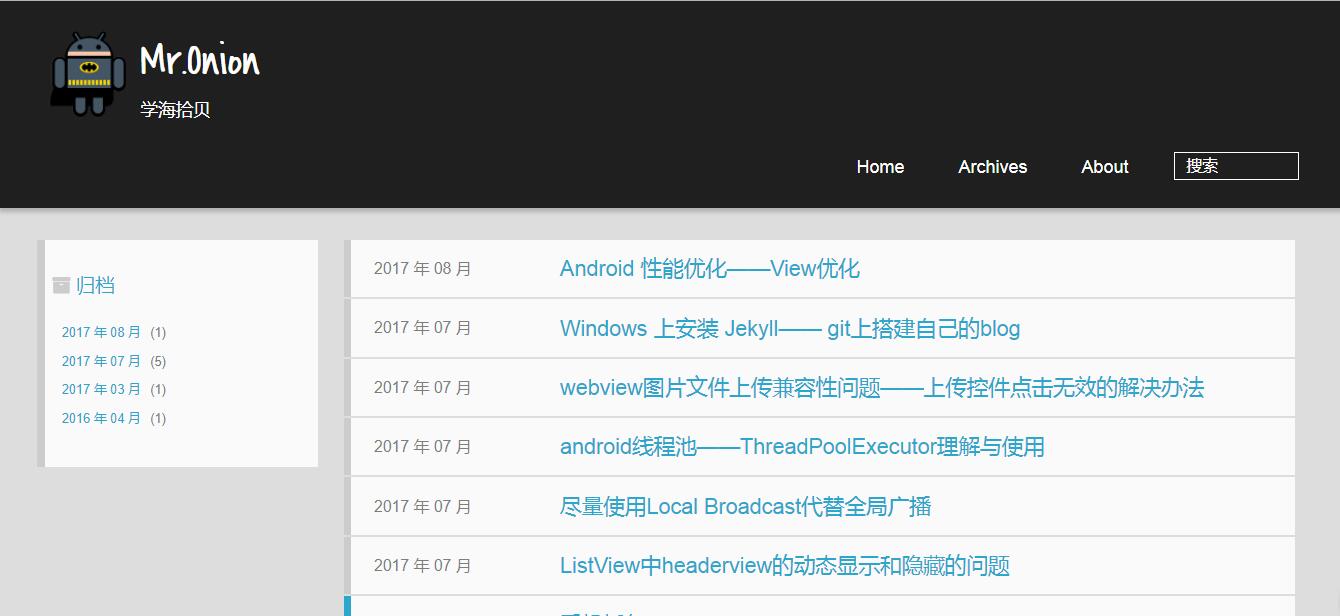 Mr.Onion
学海拾贝
Home Archives About 搜索
归档
2017 年 08 月 (1)
2017 年 07 月 (5)
2017 年 03 月 (1)
2016 年 04 月 (1)
2017 年 08 月 Android 性能优化——View优化
2017 年 07 月 Windows 上安装 Jekyll—— git上搭建自己的blog
2017 年 07 月 webview图片文件上传兼容性问题——上传控件点击无效的解决办法
2017 年 07 月 android线程池——ThreadPoolExecutor理解与使用
2017 年 07 月 尽量使用Local Broadcast代替全局广播
2017 年 07 月 ListView中headerview的动态显示和隐藏的问题